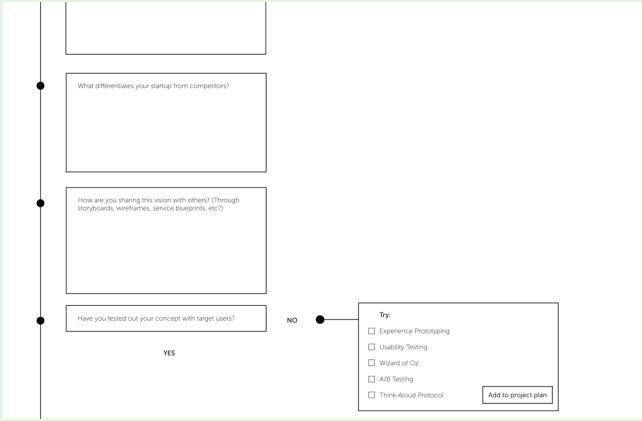 What differentiates your startup from competitors?
How are you sharing this vision with others? (Through
storyboards, wireframes, service blueprints, etc?)
Have you tested out your concept with target users?
NO
YES
Try:
Experience Prototyping
Usability Testing
Wizard of Oz
A/B Testing
Think-Aloud Protocol
Add to project plan